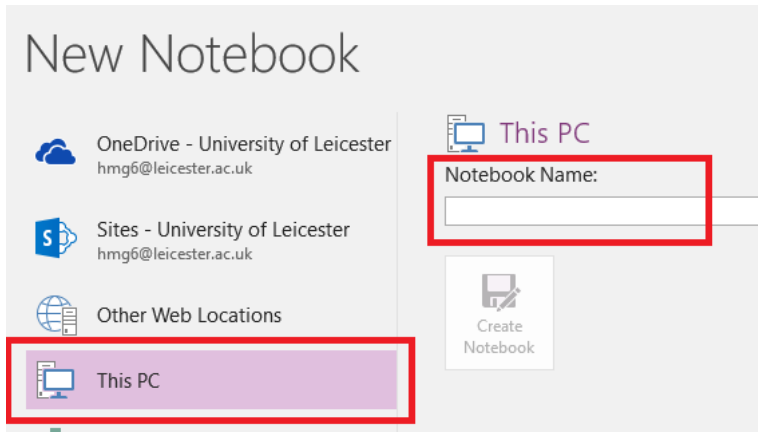 New Notebook
OneDrive - University of Leicester
hmg6@leicester.ac.uk
Sites - University of Leicester
hmg6@leicester.ac.uk
Other Web Locations
This PC
This PC
Notebook Name:
Create
Notebook